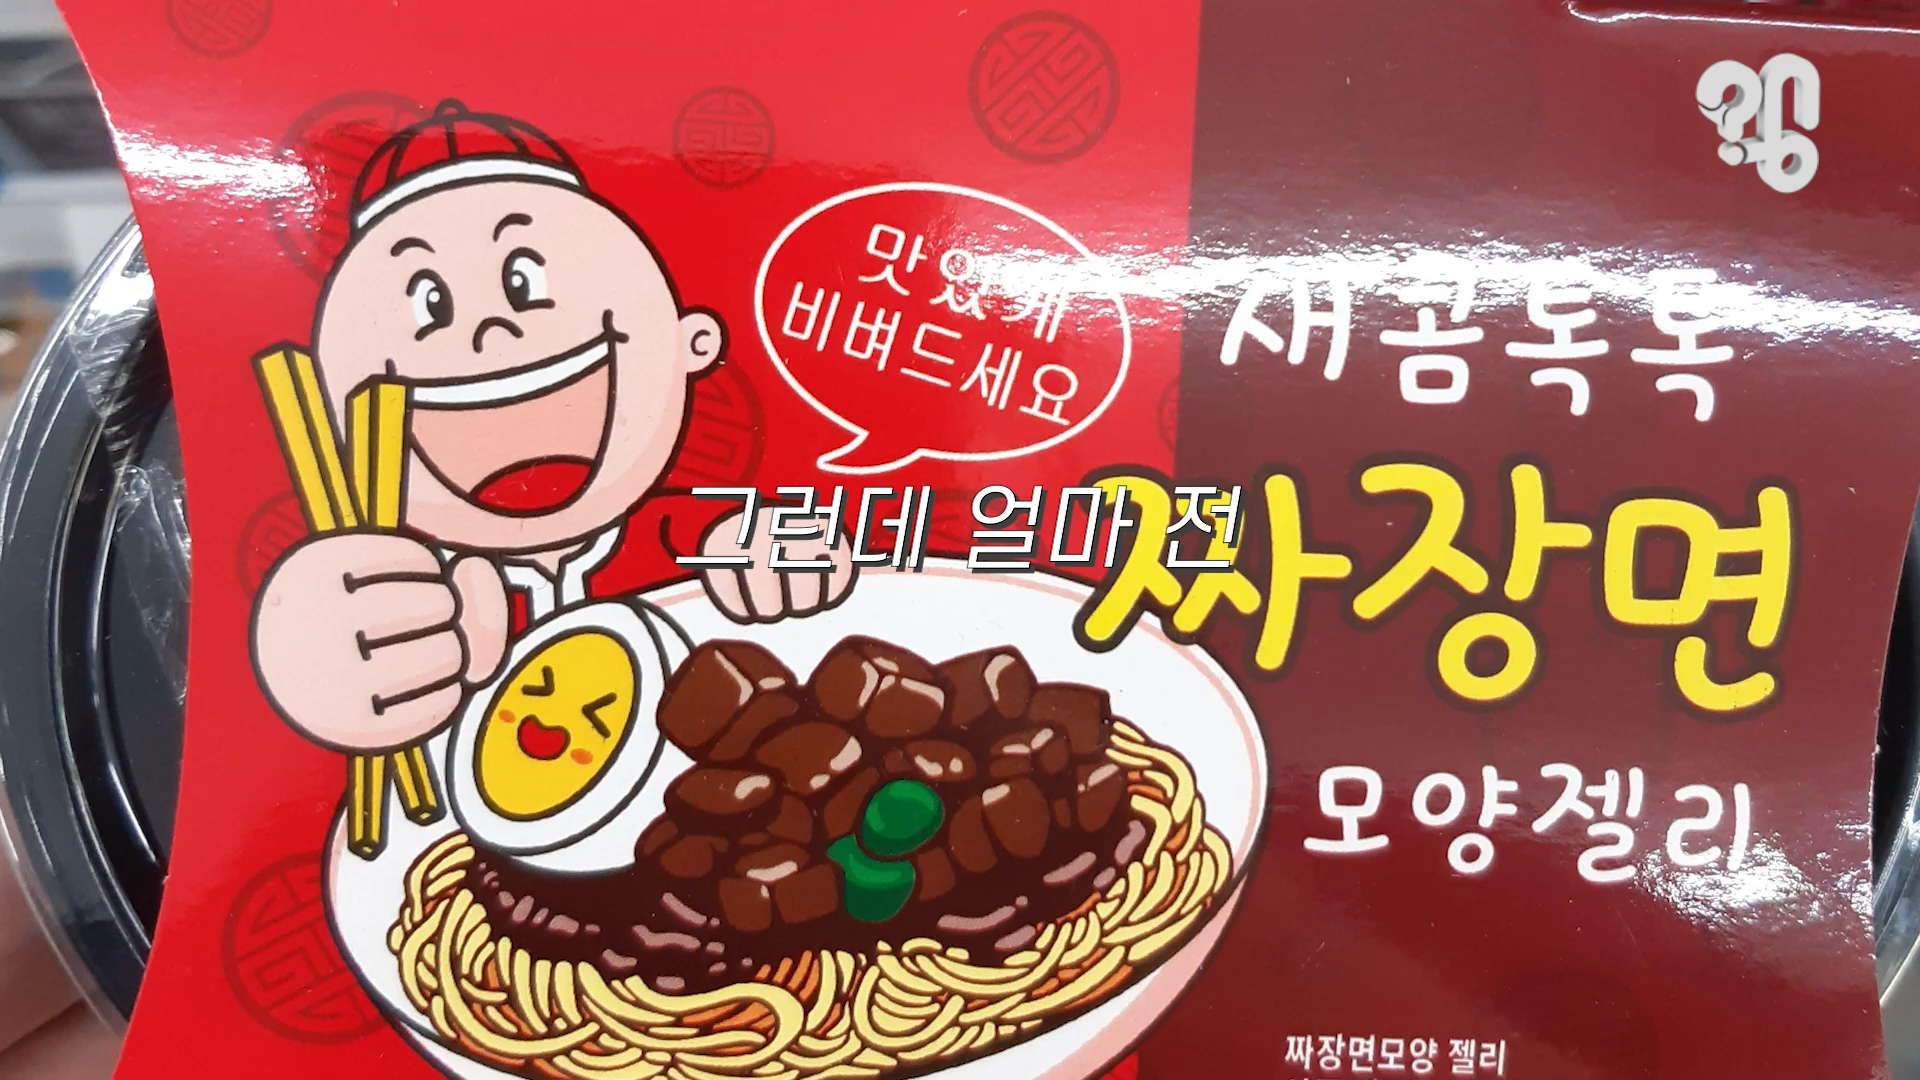 맛있게
비벼드세요
새콤톡톡
짜장면
모양젤리
그런데 얼마 전
짜장면모양 젤리